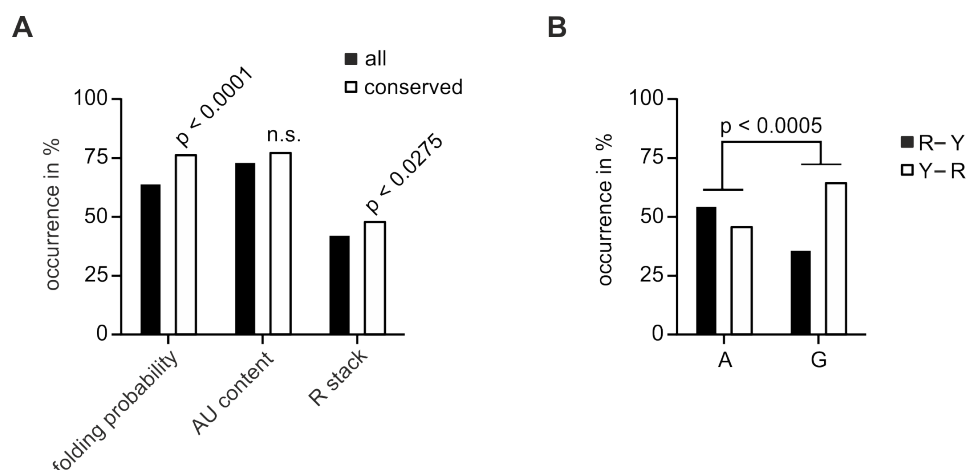 A
all
conserved
occurrence in %
100
75
50
25
0
p < 0.0001
n.s.
p < 0.0275
folding probability
AU content
R stack
B
R–Y
Y–R
occurrence in %
100
75
50
25
0
p < 0.0005
A
G